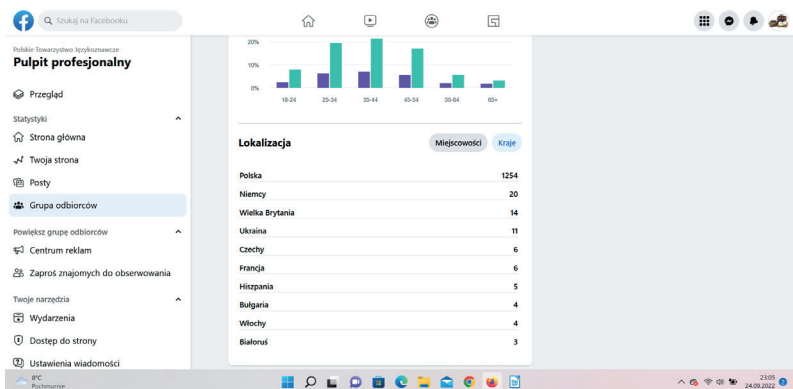 Szukaj na Facebooku
Polskie Towarzystwo Językoznawcze
Pulpit profesjonalny
Przegląd
Statystyki
Strona główna
Twoja strona
Posty
Grupa odbiorców
Powiększ grupę odbiorców
Centrum reklam
Zaproś znajomych do obserwowania
Twoje narzędzia
Wydarzenia
Dostęp do strony
Ustawienia wiadomości
20%
10%
0%
18-24 25-34 35-44 45-54 55-64 65+
Lokalizacja Miejscowości Kraje
Polska 1254
Niemcy 20
Wielka Brytania 14
Ukraina 11
Czechy 6
Francja 6
Hiszpania 5
Bułgaria 4
Włochy 4
Białoruś 3
8°C
Pochmurnie
23:05
24.09.2022